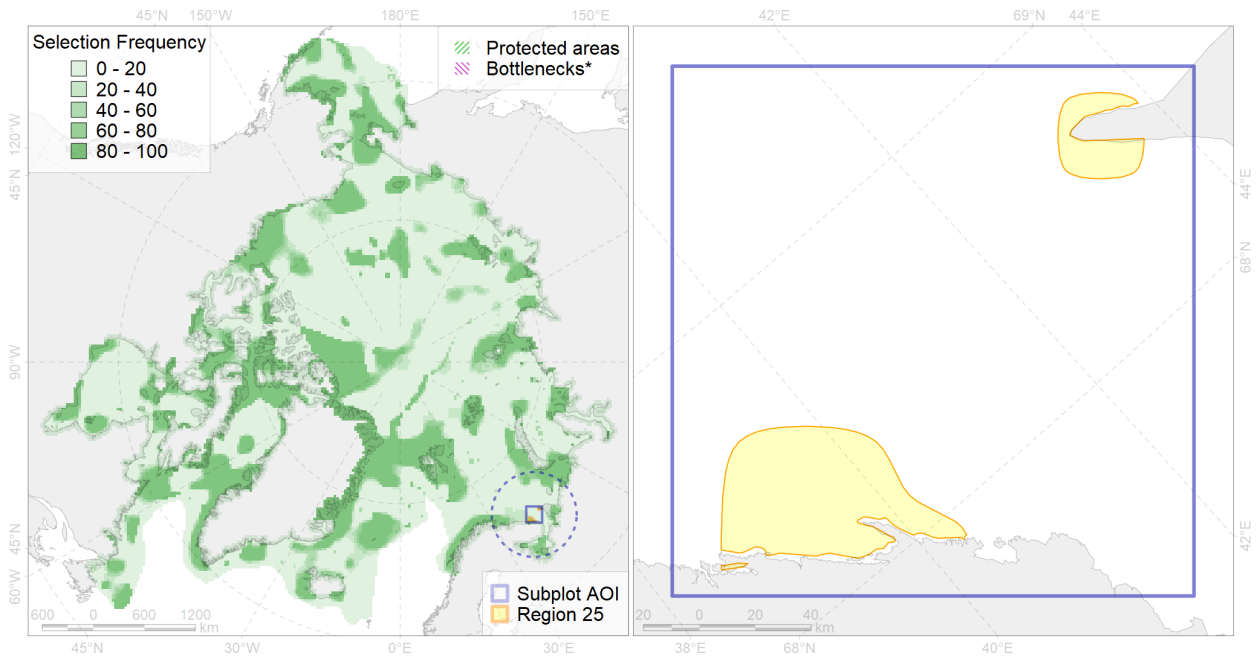 45°N 150°W 180°E 150°E
42°E 69°N 44°E
Selection Frequency
0 - 20
20 - 40
40 - 60
60 - 80
80 - 100
Protected areas
Bottlenecks*
120°W
45°N
90°W
45°N
60°W
44°E
68°N
42°E
Subplot AOI
Region 25
600 0 600 1200
km
20 0 20 40
km
45°N 30°W 0°E 30°E
38°E 68°N 40°E